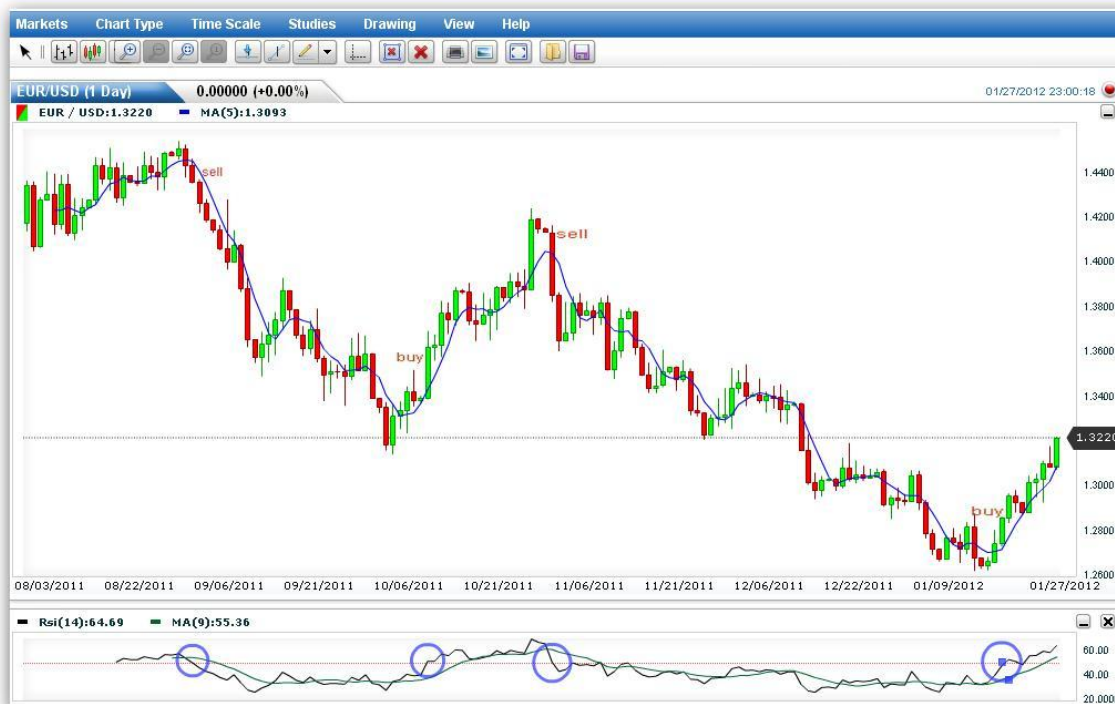 Markets Chart Type Time Scale Studies Drawing View Help
EUR/USD (1 Day) 0.00000 (+0.00%) 01/27/2012 23:00:18
EUR / USD:1.3220 MA(5):1.3093
sell
sell
buy
buy
1.4400
1.4200
1.4000
1.3800
1.3600
1.3400
1.3220
1.3000
1.2800
1.2600
08/03/2011 08/22/2011 09/06/2011 09/21/2011 10/06/2011 10/21/2011 11/06/2011 11/21/2011 12/06/2011 12/22/2011 01/09/2012 01/27/2012
Rsi(14):64.69 MA(9):55.36
60.00
40.00
20.000